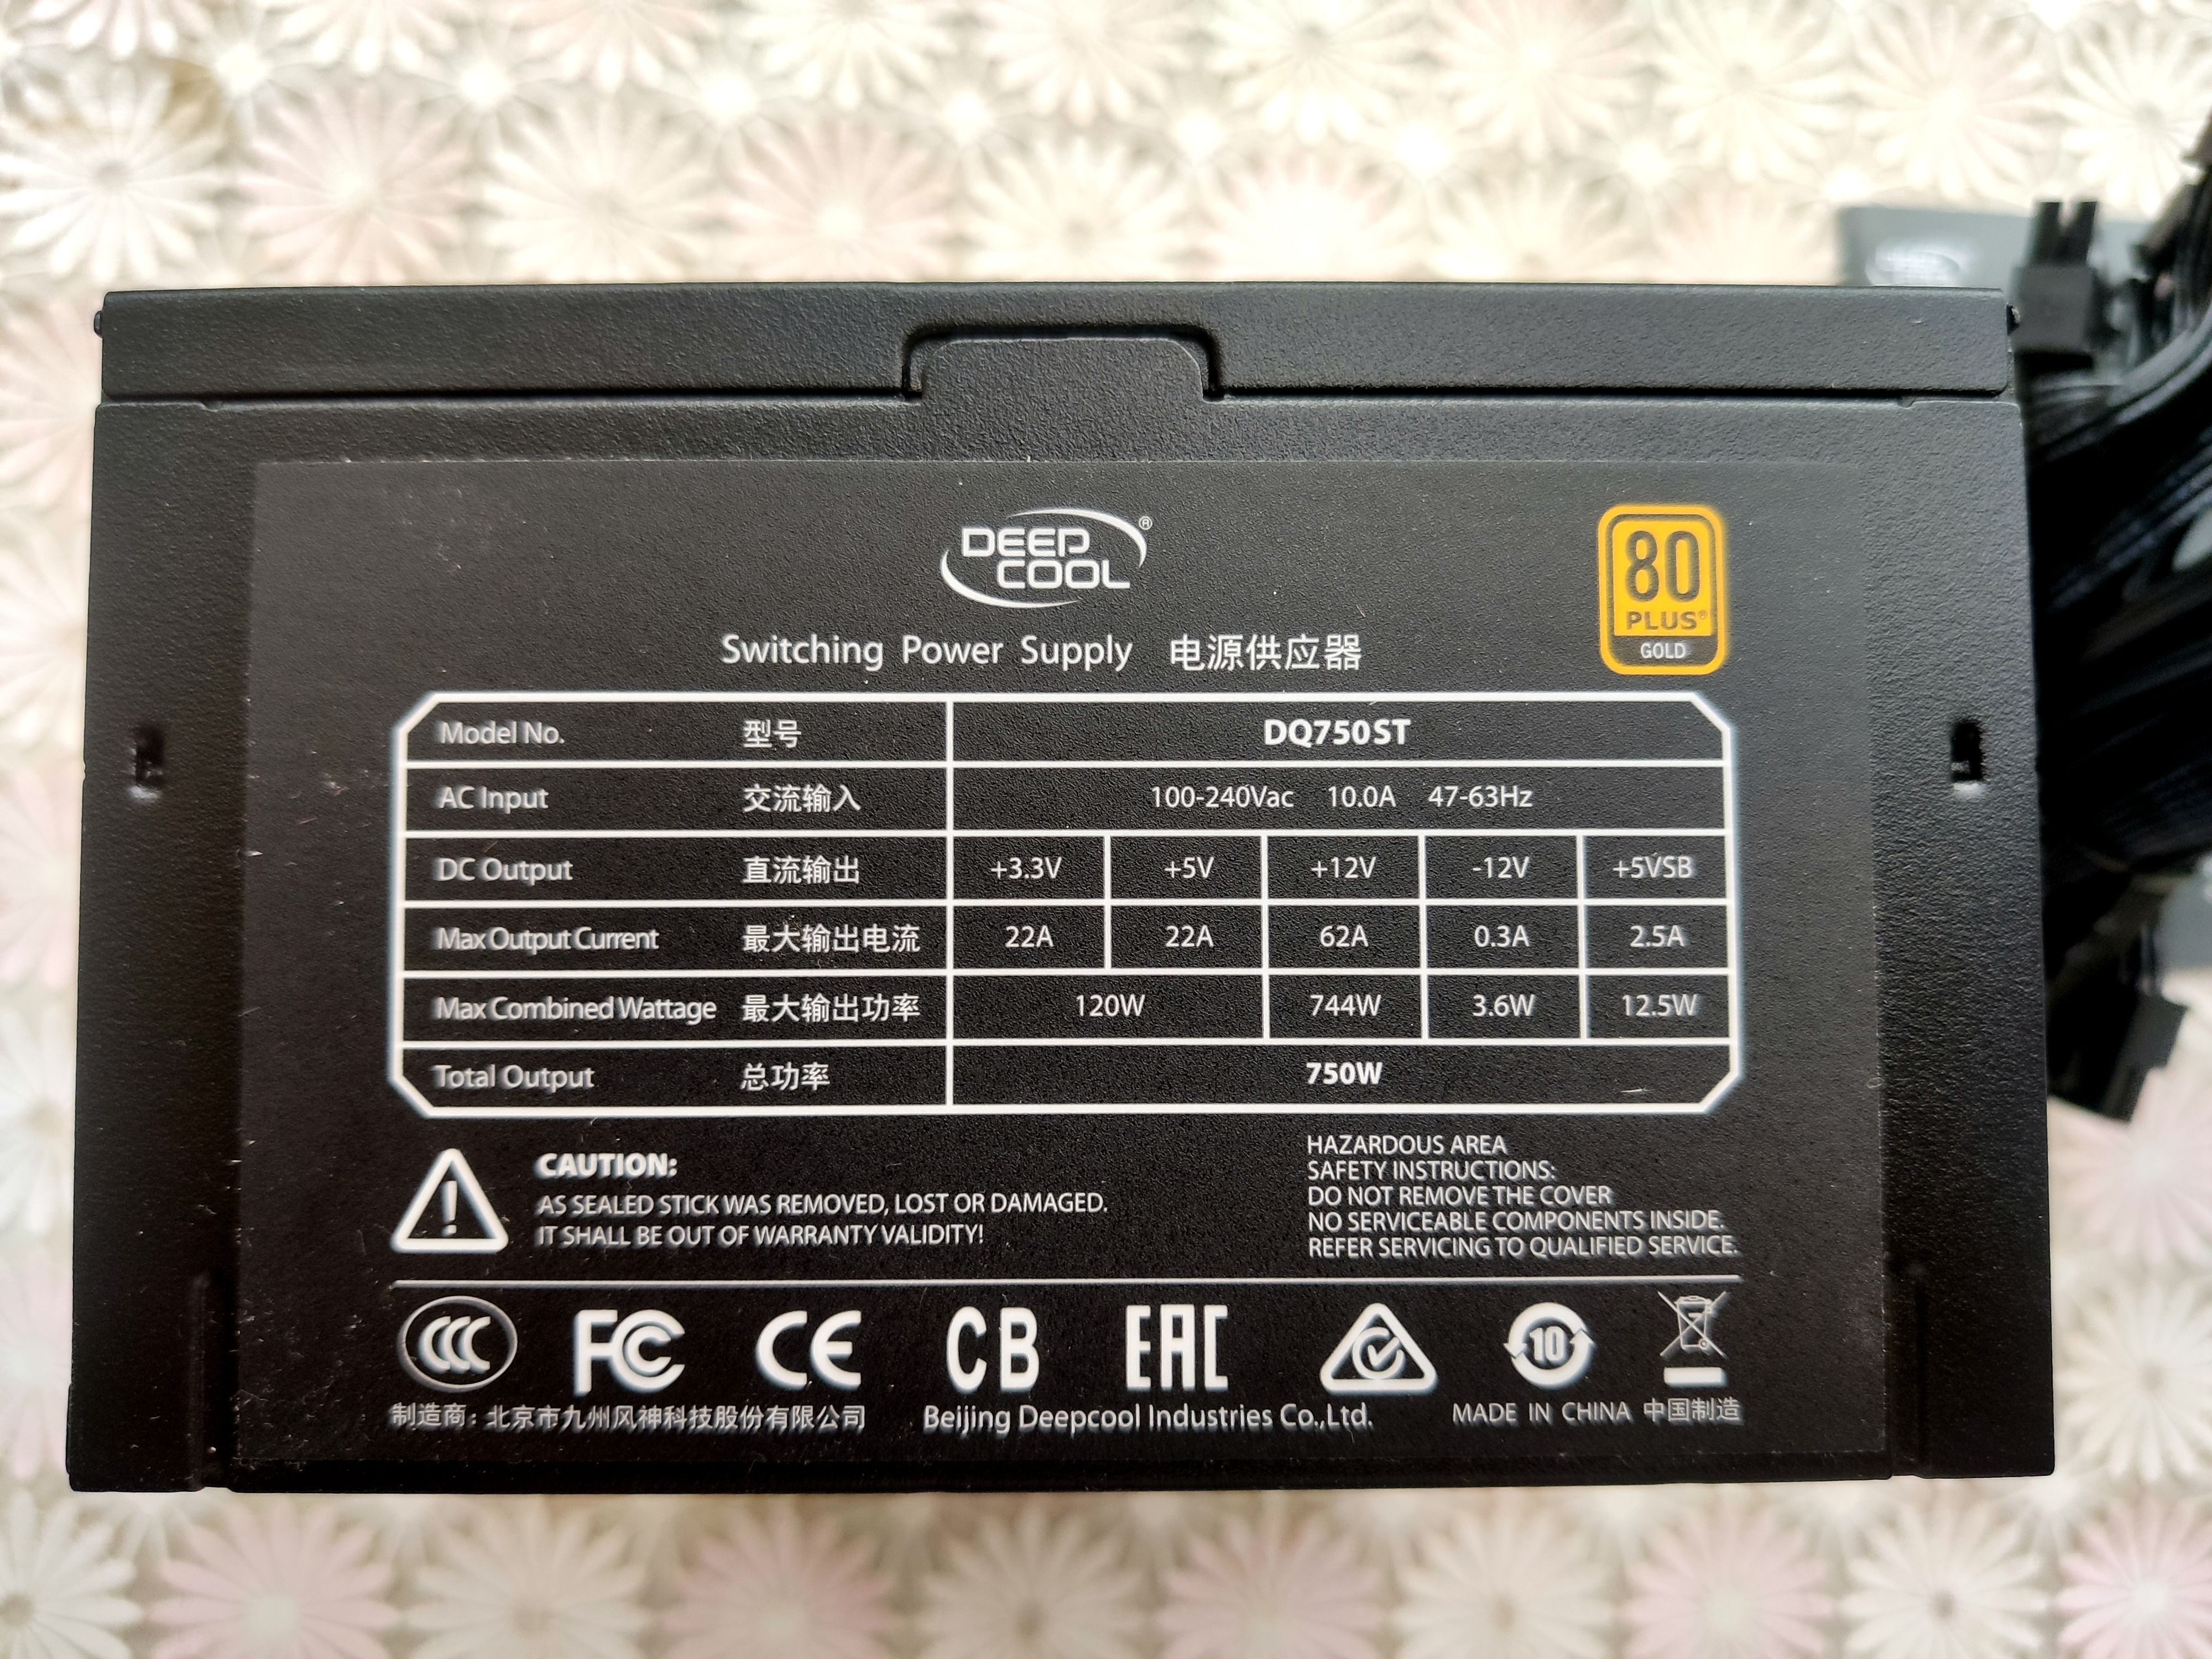 DEEP
COOL®
80
PLUS®
GOLD
Switching Power Supply 电源供应器
Model No. 型号 DQ750ST
AC Input 交流输入 100-240Vac 10.0A 47-63Hz
DC Output 直流输出 +3.3V +5V +12V -12V +5VSB
Max Output Current 最大输出电流 22A 22A 62A 0.3A 2.5A
Max Combined Wattage 最大输出功率 120W 744W 3.6W 12.5W
Total Output 总功率 750W
CAUTION:
AS SEALED STICK WAS REMOVED, LOST OR DAMAGED.
IT SHALL BE OUT OF WARRANTY VALIDITY!
HAZARDOUS AREA
SAFETY INSTRUCTIONS:
DO NOT REMOVE THE COVER
NO SERVICEABLE COMPONENTS INSIDE.
REFER SERVICING TO QUALIFIED SERVICE.
CCC FC CE CB EAC 10
制造商: 北京市九州风神科技股份有限公司 Beijing Deepcool Industries Co.,Ltd. MADE IN CHINA 中国制造